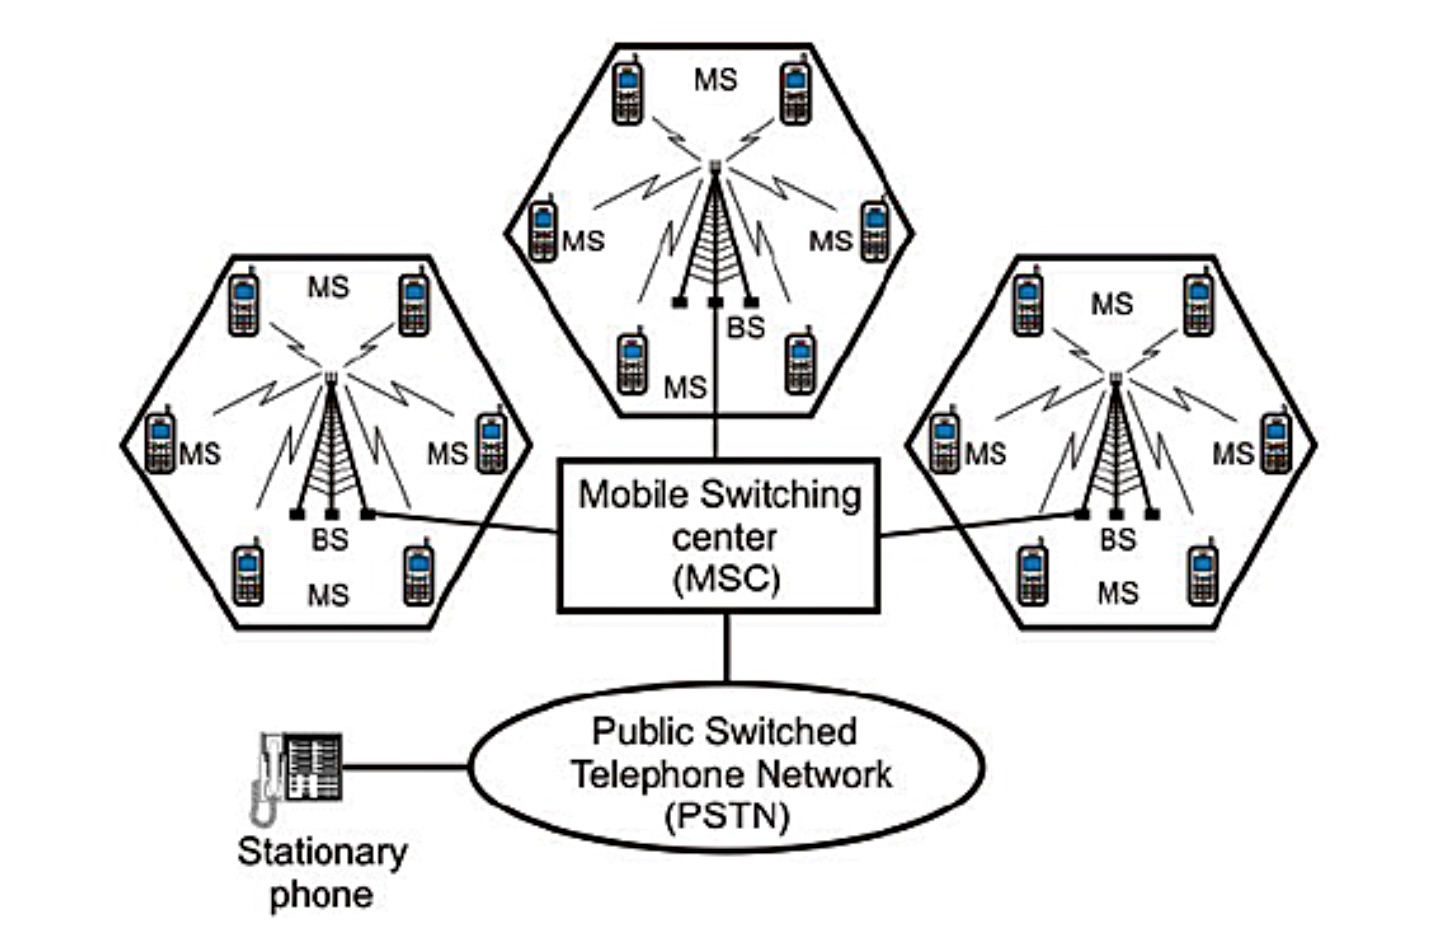 MS
MS
MS
BS
MS
MS
MS
MS
BS
MS
MS
MS
MS
BS
MS
Mobile Switching
center
(MSC)
Public Switched
Telephone Network
(PSTN)
Stationary
phone